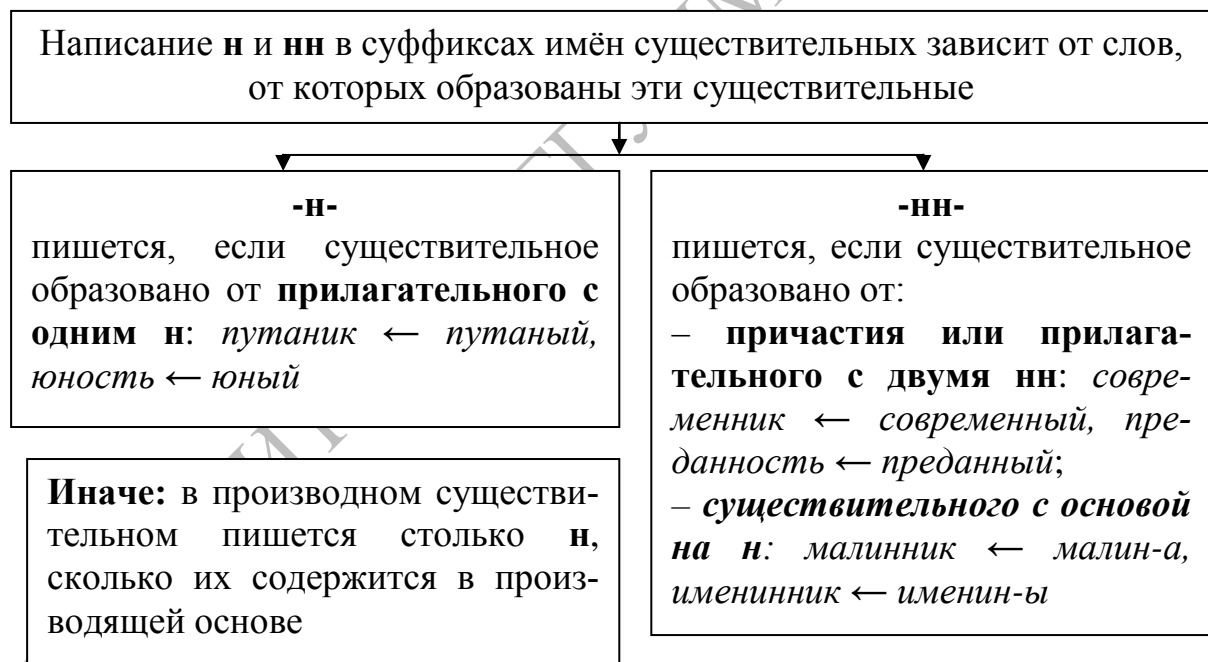 Написание н и нн в суффиксах имён существительных зависит от слов,
от которых образованы эти существительные
-н-
пишется, если существительное
образовано от прилагательного с
одним н: путаник ← путаный,
юность ← юный
Иначе: в производном существи-
тельном пишется столько н,
сколько их содержится в произ-
водящей основе
-нн-
пишется, если существительное
образовано от:
– причастия или прилага-
тельного с двумя нн: совре-
менник ← современный, пре-
данность ← преданный;
– существительного с основой
на н: малинник ← малин-а,
именинник ← именин-ы